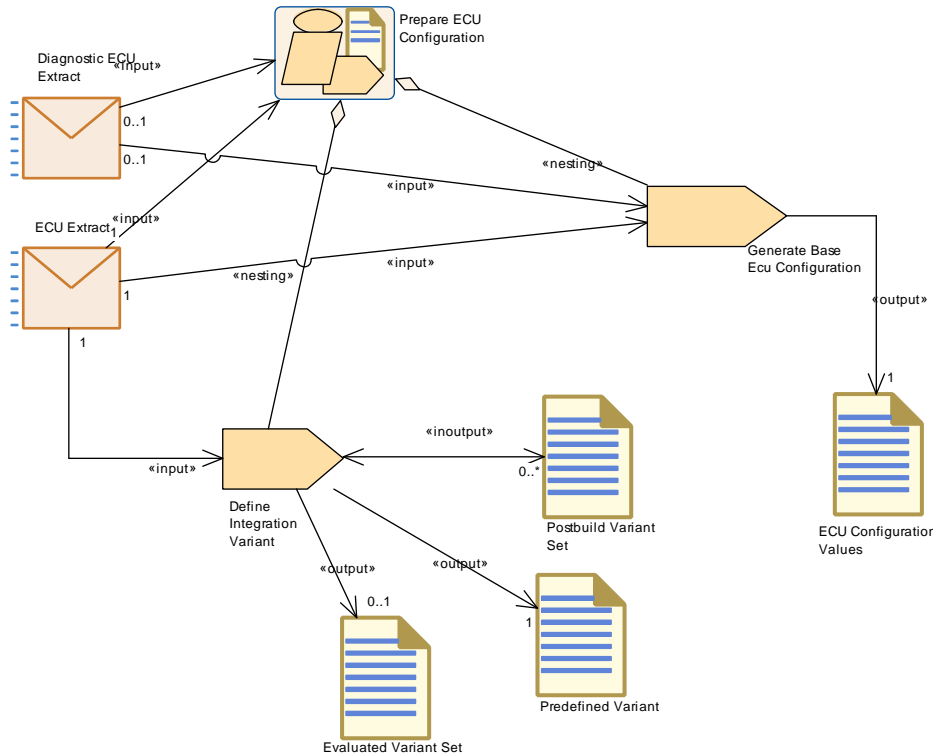 Prepare ECU
Configuration
Diagnostic ECU
Extract
«input»
0..1
0..1
«nesting»
«input»
ECU Extract
1
«input»
Generate Base
Ecu Configuration
«nesting»
«input»
1
«output»
1
1
«inoutput»
0..*
«input»
Define
Integration
Variant
Postbuild Variant
Set
ECU Configuration
Values
«output»
«output»
0..1
1
Predefined Variant
Evaluated Variant Set